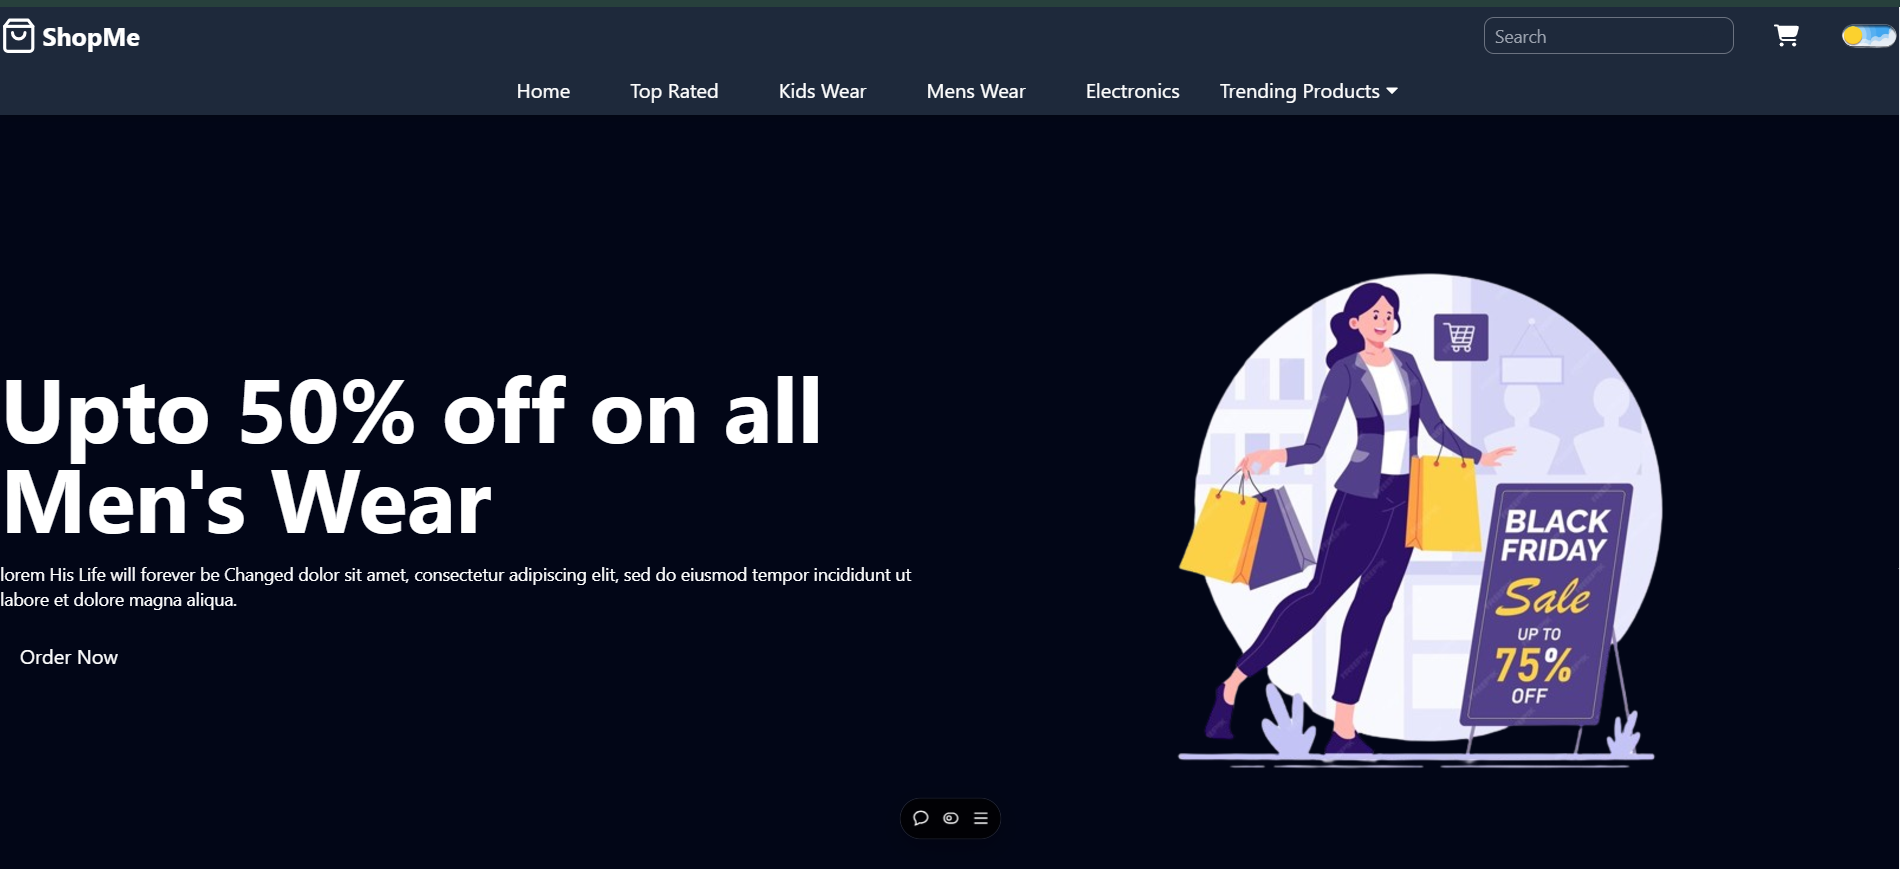 ShopMe
Search
Home Top Rated Kids Wear Mens Wear Electronics Trending Products
Upto 50% off on all
Men's Wear
lorem His Life will forever be Changed dolor sit amet, consectetur adipiscing elit, sed do eiusmod tempor incididunt ut
labore et dolore magna aliqua.
Order Now
BLACK
FRIDAY
Sale
UP TO
75%
OFF